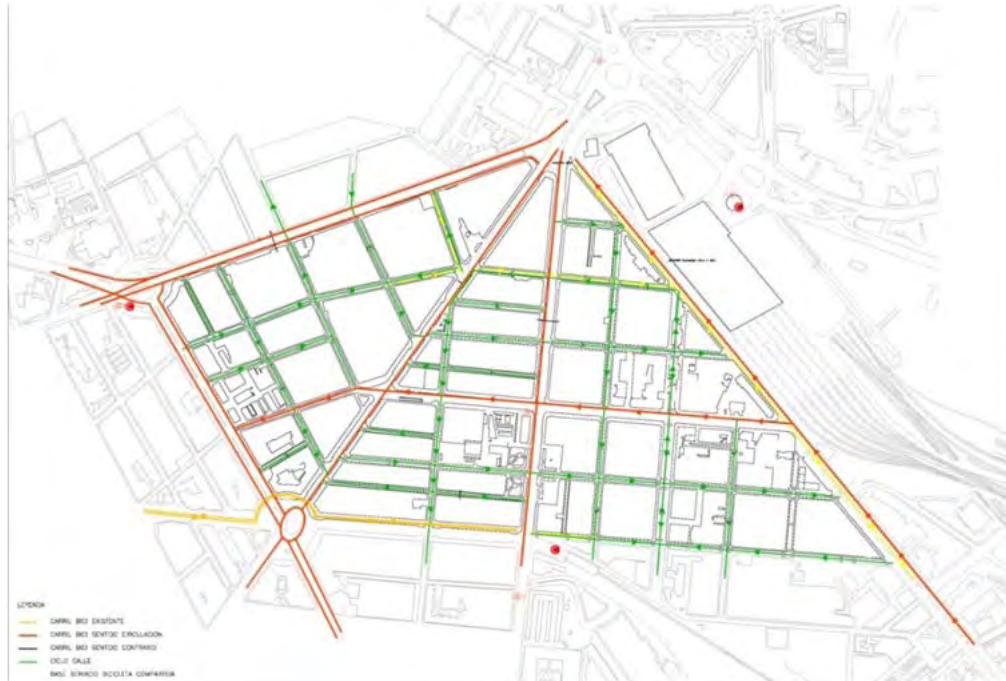 LEYENDA
CARRIL BICI EXISTENTE
CARRIL BICI SENTIDO CIRCULACION
CARRIL BICI SENTIDO CONTRARIO
CICLO CALLE
BASE SERVICIO BICICLETA COMPARTIDA